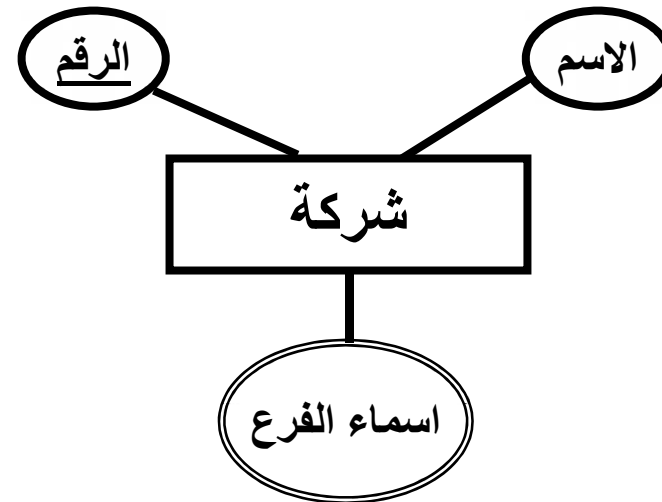 الاسم
الرقم
شركة
اسماء الفرع